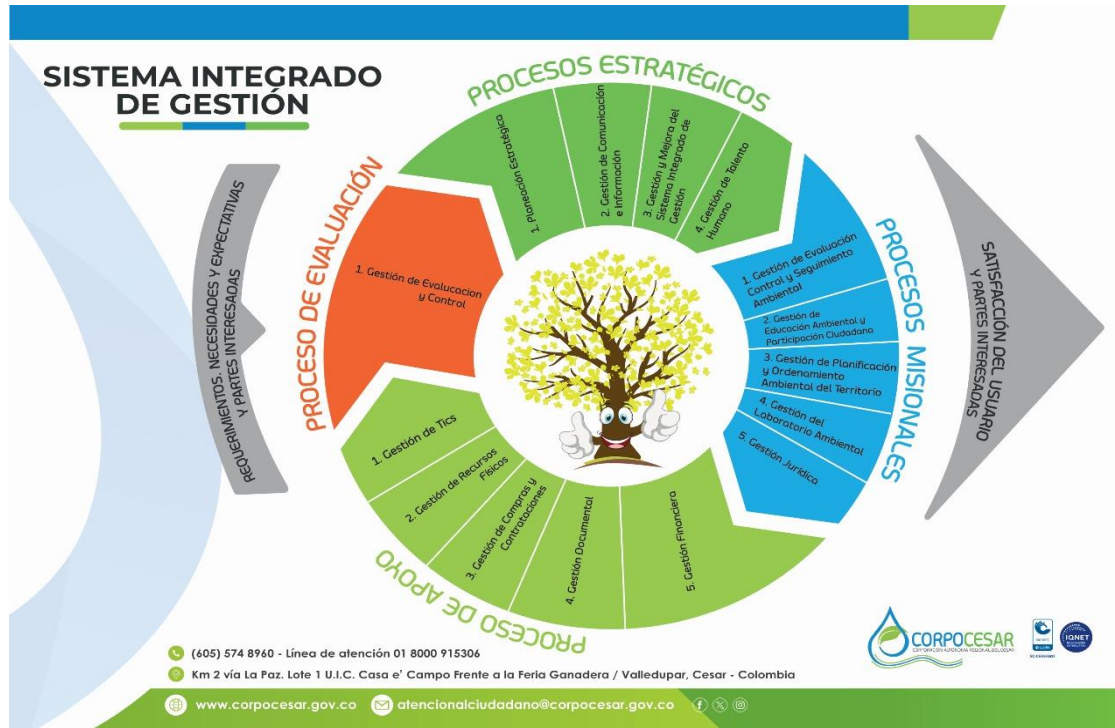 SISTEMA INTEGRADO
DE GESTIÓN
REQUERIMIENTOS, NECESIDADES Y EXPECTATIVAS
Y PARTES INTERESADAS
PROCESO DE EVALUACIÓN
1. Gestión de Evalucacion
y Control
PROCESOS ESTRATÉGICOS
1. Planeación Estratégica
2. Gestión de Comunicación
e Información
3. Gestión y Mejora del
Sistema Integrado de
Gestión
4. Gestión de Talento
Humano
PROCESOS MISIONALES
1. Gestión de Evaluación
Control y Seguimiento
Ambiental
2. Gestión de
Educación Ambiental y
Participación Ciudadana
3. Gestión de Planificación
y Ordenamiento
Ambiental del Territorio
4. Gestión del
Laboratorio Ambiental
5. Gestión Jurídica
PROCESO DE APOYO
1. Gestión de Tics
2. Gestión de Recursos
Físicos
3. Gestión de Compras y
Contrataciones
4. Gestión Documental
5. Gestión Financiera
SATISFACCIÓN DEL USUARIO
Y PARTES INTERESADAS
CORPOCESAR
CORPORACIÓN AUTÓNOMA REGIONAL DEL CESAR
IQNET
(605) 574 8960 - Línea de atención 01 8000 915306
Km 2 vía La Paz. Lote 1 U.I.C. Casa e' Campo Frente a la Feria Ganadera / Valledupar, Cesar - Colombia
www.corpocesar.gov.co atencionalciudadano@corpocesar.gov.co